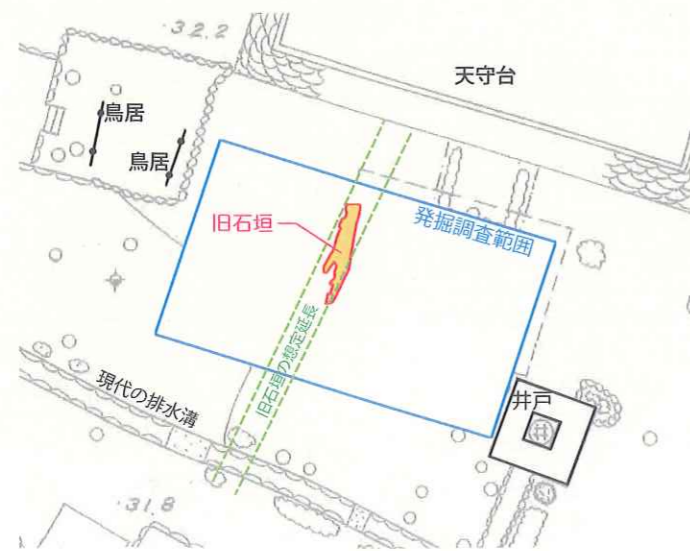 ·32.2
天守台
鳥居
鳥居
旧石垣
発掘調査範囲
旧石垣の想定延長
現代の排水溝
井戸
井
·31.8